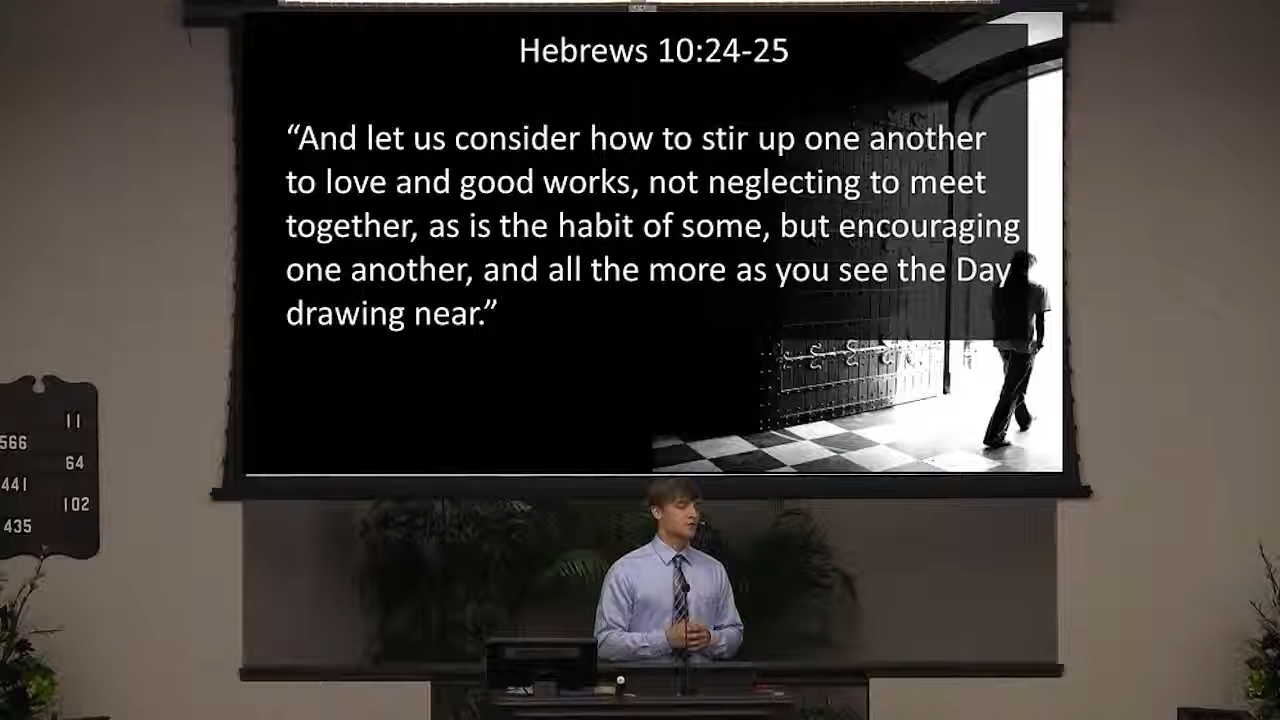 Hebrews 10:24-25
“And let us consider how to stir up one another
to love and good works, not neglecting to meet
together, as is the habit of some, but encouraging
one another, and all the more as you see the Day
drawing near.”
11
566
64
441
102
435